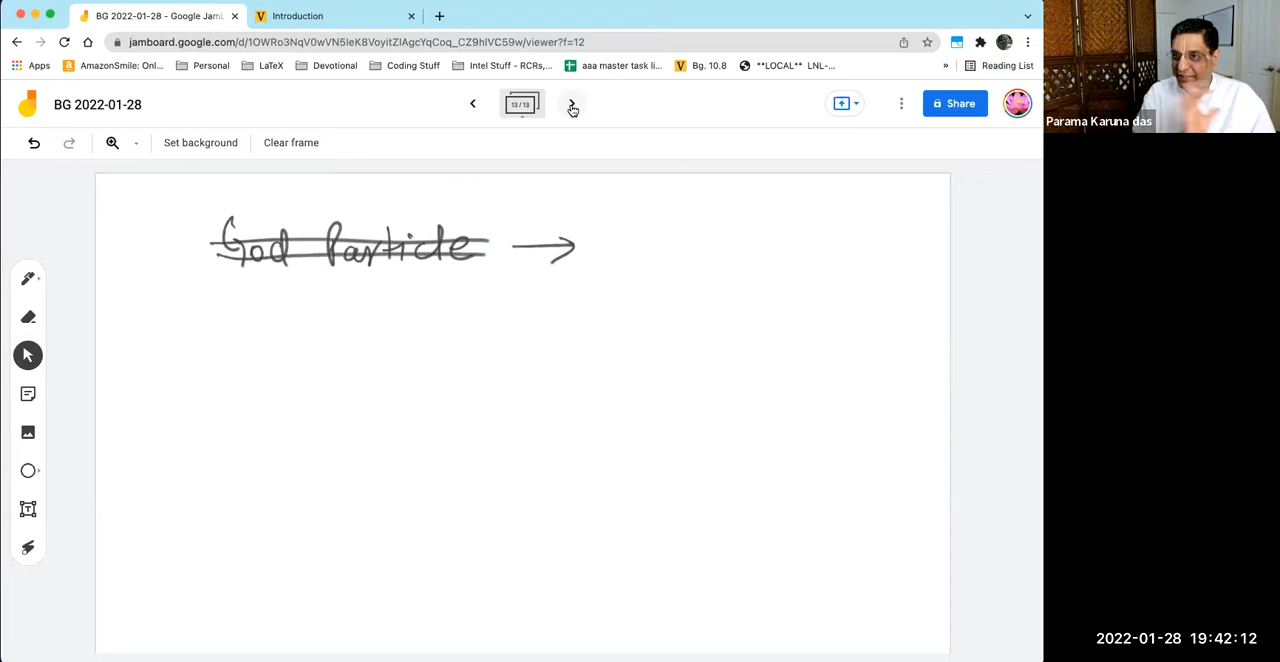 BG 2022-01-28 - Google Jam
Introduction
jamboard.google.com/d/1OWRo3NqV0wVN5leK8VoyitZlAgcYqCoq_CZ9hlVC59w/viewer?f=12
Apps
AmazonSmile: Onl...
Personal
LaTeX
Devotional
Coding Stuff
Intel Stuff - RCRs,...
aaa master task li...
Bg. 10.8
**LOCAL** LNL-...
»
Reading List
BG 2022-01-28
13 / 13
Share
Set background
Clear frame
God Particle →
Parama Karuna das
2022-01-28 19:42:12